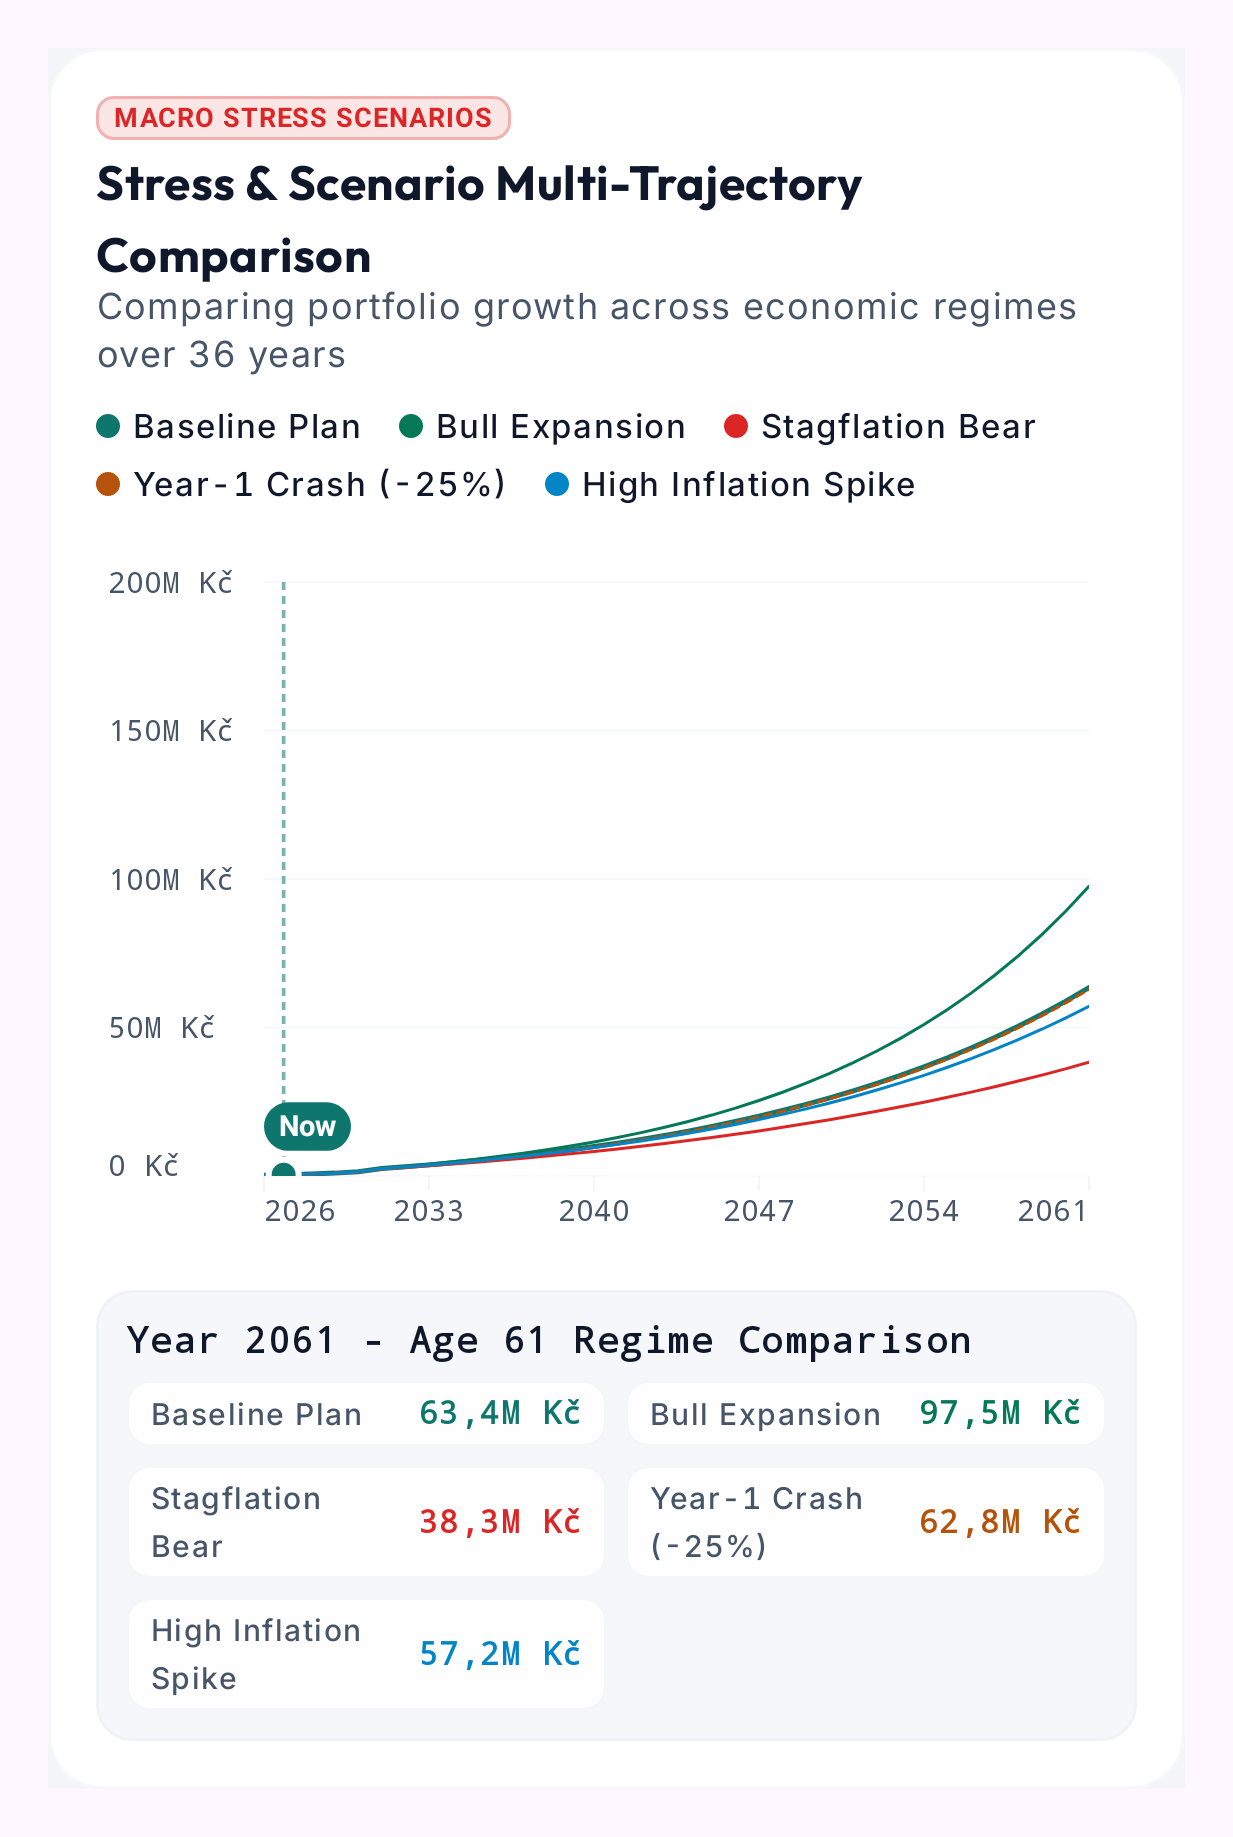 MACRO STRESS SCENARIOS
Stress & Scenario Multi-Trajectory
Comparison
Comparing portfolio growth across economic regimes
over 36 years
Baseline Plan
Bull Expansion
Stagflation Bear
Year-1 Crash (-25%)
High Inflation Spike
200M Kč
150M Kč
100M Kč
50M Kč
0 Kč
Now
2026
2033
2040
2047
2054
2061
Year 2061 - Age 61 Regime Comparison
Baseline Plan
63,4M Kč
Bull Expansion
97,5M Kč
Stagflation
Bear
38,3M Kč
Year-1 Crash
(-25%)
62,8M Kč
High Inflation
Spike
57,2M Kč